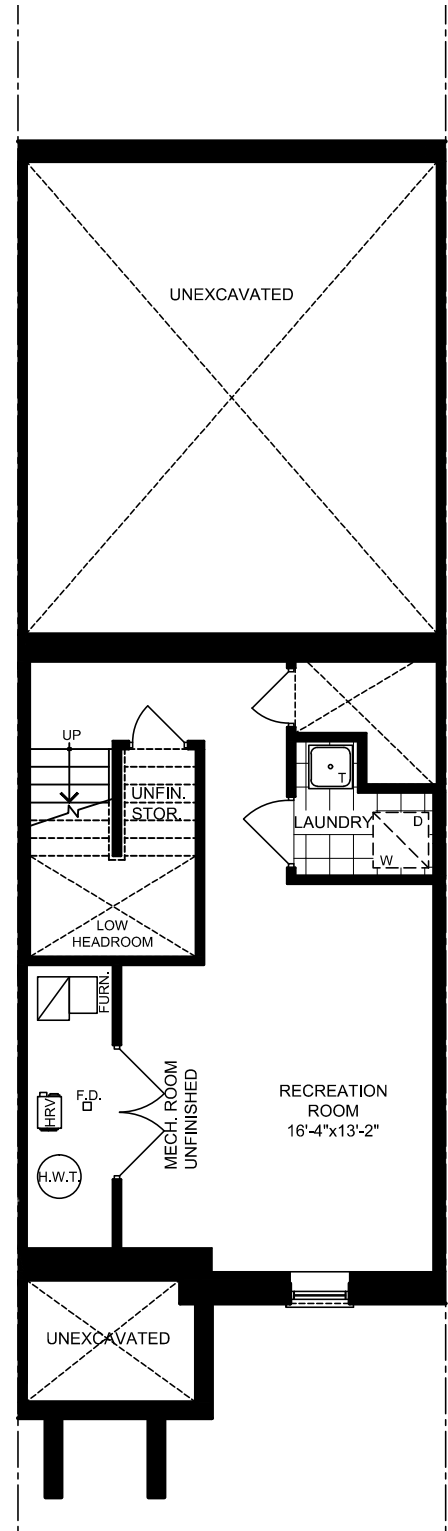 UNEXCAVATED
UP
UNFIN.
STOR.
T
LAUNDRY
D
W
LOW
HEADROOM
FURN.
F.D.
HRV
MECH. ROOM
UNFINISHED
RECREATION
ROOM
16'-4"x13'-2"
H.W.T.
UNEXCAVATED